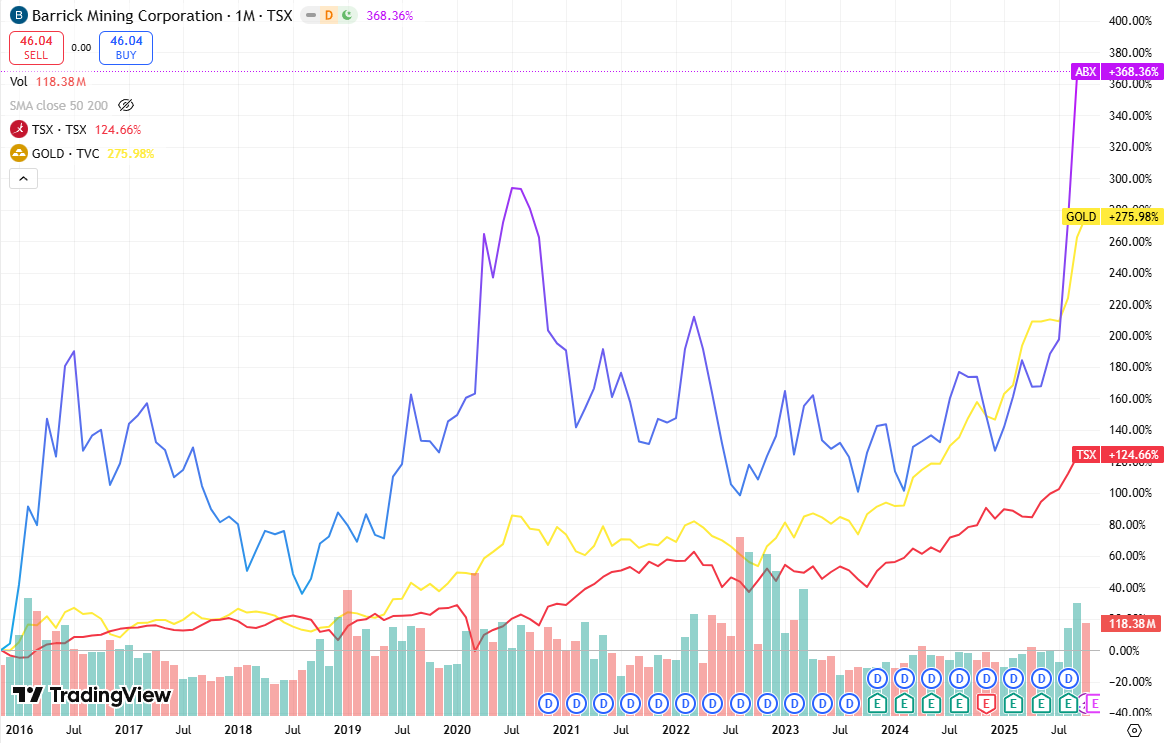 B Barrick Mining Corporation · 1M · TSX D 368.36%
46.04 SELL 0.00 46.04 BUY
Vol 118.38M
SMA close 50 200
TSX · TSX 124.66%
GOLD · TVC 275.98%
400.00%
380.00%
ABX +368.36%
360.00%
340.00%
320.00%
300.00%
280.00%
GOLD +275.98%
260.00%
240.00%
220.00%
200.00%
180.00%
160.00%
140.00%
TSX +124.66%
120.00%
100.00%
80.00%
60.00%
40.00%
118.38M
0.00%
−20.00%
−40.00%
TradingView
D D D D D D D D
D D D D D D D D D D D D E E E E E E E E E
2016 Jul 2017 Jul 2018 Jul 2019 Jul 2020 Jul 2021 Jul 2022 Jul 2023 Jul 2024 Jul 2025 Jul